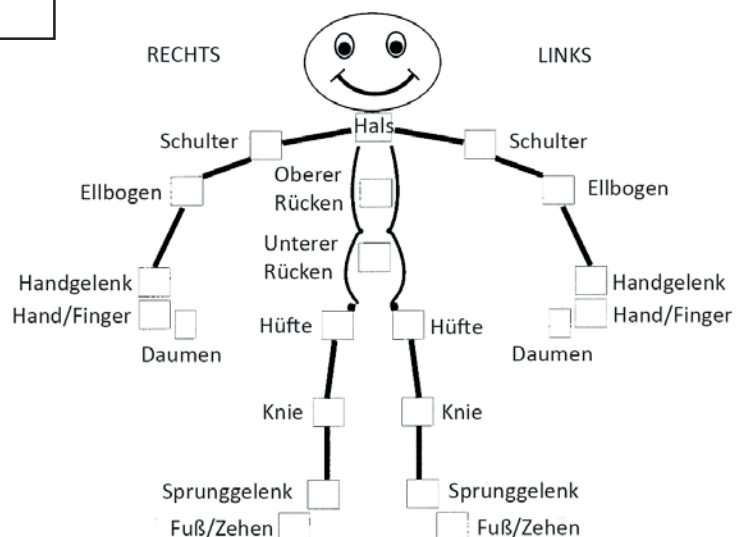 RECHTS LINKS
Hals
Schulter Schulter
Oberer
Rücken
Ellbogen Ellbogen
Unterer
Rücken
Handgelenk Handgelenk
Hand/Finger Hand/Finger
Hüfte Hüfte
Daumen Daumen
Knie Knie
Sprunggelenk Sprunggelenk
Fuß/Zehen Fuß/Zehen